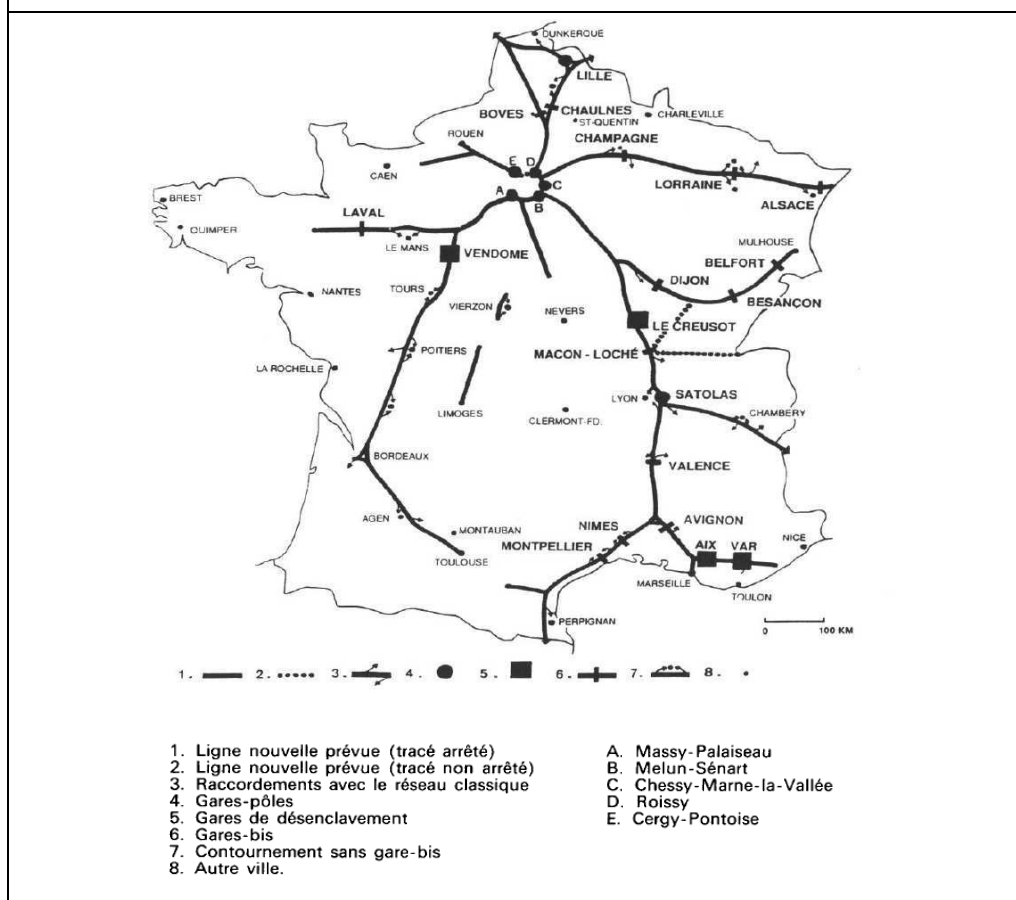 DUNKERQUE
LILLE
BOVES
CHAULNES
ST-QUENTIN
CHARLEVILLE
ROUEN
CHAMPAGNE
CAEN
E
D
C
A
B
LORRAINE
ALSACE
BREST
QUIMPER
LAVAL
LE MANS
VENDOME
MULHOUSE
BELFORT
DIJON
BESANÇON
NANTES
TOURS
VIERZON
NEVERS
LE CREUSOT
POITIERS
MACON - LOCHÉ
LA ROCHELLE
LIMOGES
CLERMONT-FD.
LYON
SATOLAS
CHAMBERY
BORDEAUX
VALENCE
AGEN
MONTAUBAN
TOULOUSE
NIMES
MONTPELLIER
AVIGNON
AIX
VAR
NICE
MARSEILLE
TOULON
PERPIGNAN
0 100 KM
1. 2. 3. 4. 5. 6. 7. 8.
1. Ligne nouvelle prévue (tracé arrêté)
2. Ligne nouvelle prévue (tracé non arrêté)
3. Raccordements avec le réseau classique
4. Gares-pôles
5. Gares de désenclavement
6. Gares-bis
7. Contournement sans gare-bis
8. Autre ville.
A. Massy-Palaiseau
B. Melun-Sénart
C. Chessy-Marne-la-Vallée
D. Roissy
E. Cergy-Pontoise